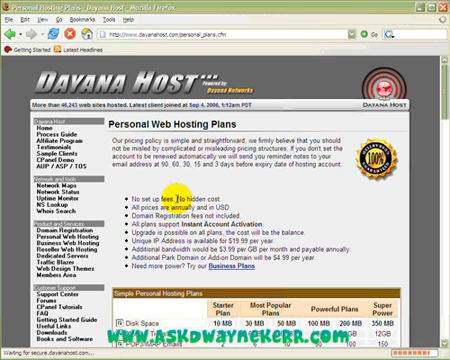 Personal Hosting Plans - Dayana Host - Mozilla Firefox
File Edit View Go Bookmarks Tools Help
http://www.dayanahost.com/personal_plans.cfm
Getting Started Latest Headlines
DAYANA HOST
Powered by
Dayana Networks
DAYANA HOST
More than 46,243 web sites hosted. Latest client joined at Sep 4, 2006, 1:12am PDT
Dayana Host
Home
Process Guide
Affiliate Program
Testimonials
Sample Clients
CPanel Demo
AUP / ASP / TOS
Network and tools
Network Maps
Network Status
Uptime Monitor
NS Lookup
Whois Search
Products and services
Domain Registration
Personal Web Hosting
Business Web Hosting
Reseller Web Hosting
Dedicated Servers
Traffic Blazer
Web Design Themes
Members Area
Customer Support
Support Center
Forums
CPanel Tutorials
FAQ
Getting Started Guide
Useful Links
Downloads
Books and Software
Personal Web Hosting Plans
Our pricing policy is simple and straightforward, we firmly believe that you should
not be mislead by complicated or misleading pricing structures. If you don't set the
account to be renewed automatically we will send you reminder notes to your
email address at 90, 60, 30, 15 and 3 days before expiry date of hosting account.
100%
No set up fees. No hidden cost.
All prices are annually and in USD.
Domain Registration fees not included
All plans support Instant Account Activation
Upgrade is possible on all plans, the cost will be the balance.
Unique IP Address is available for $19.99 per year.
Additional bandwidth would be $3.99 per GB per month and payable annually.
Additional Park Domain or Add-on Domain will be $4.99 per year.
Need more power? Try our Business Plans
Simple Personal Hosting Plans
Starter Plan Most Popular Plans Powerful Plans Super Power
Disk Space 10 MB 30 MB 50 MB 100 MB 200 MB 350 MB
12GB
POP/IMAP Emails 150
www.askdwaynekerr.com
Waiting for secure.dayanahost.com...